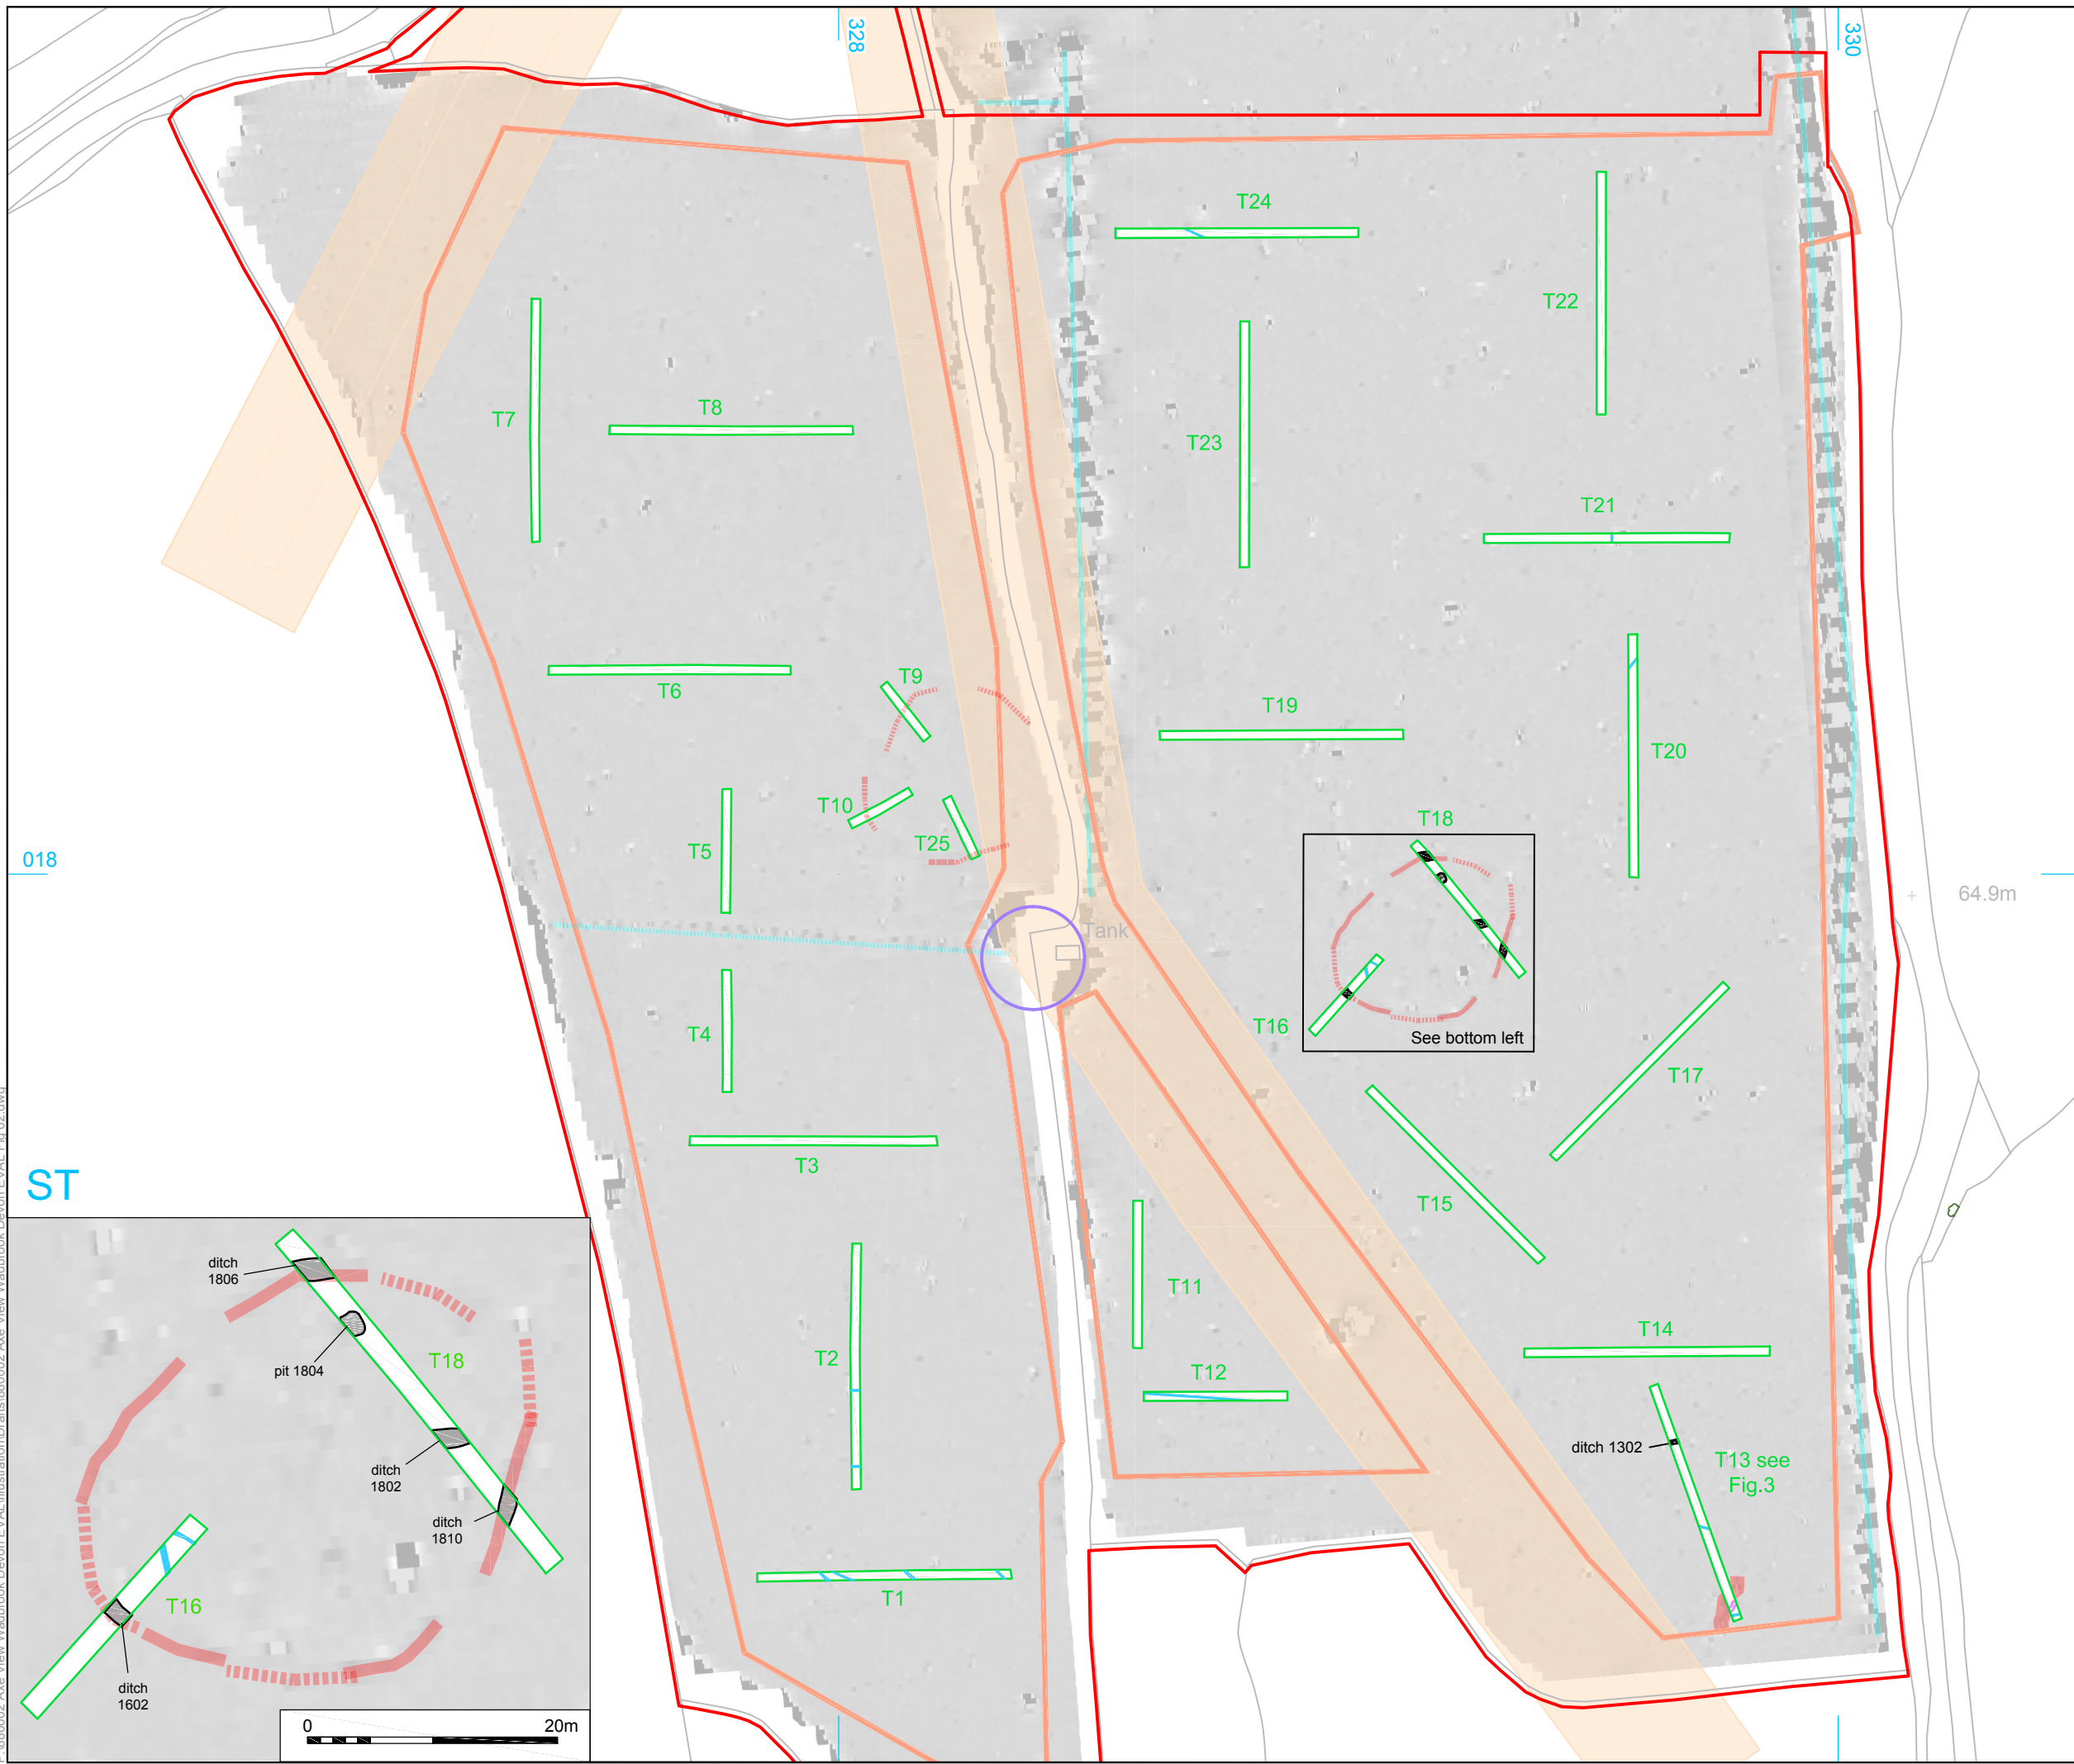 328
330
T24
T22
T7
T8
T23
T21
T6
T9
T19
T20
T10
T25
T5
T18
018
Tank
64.9m
T16
See bottom left
T4
T17
T3
T15
ST
T11
T14
T2
T12
ditch 1302
T13 see
Fig.3
T1
ditch
1806
pit 1804
T18
ditch
1802
ditch
1810
T16
ditch
1602
0 20m